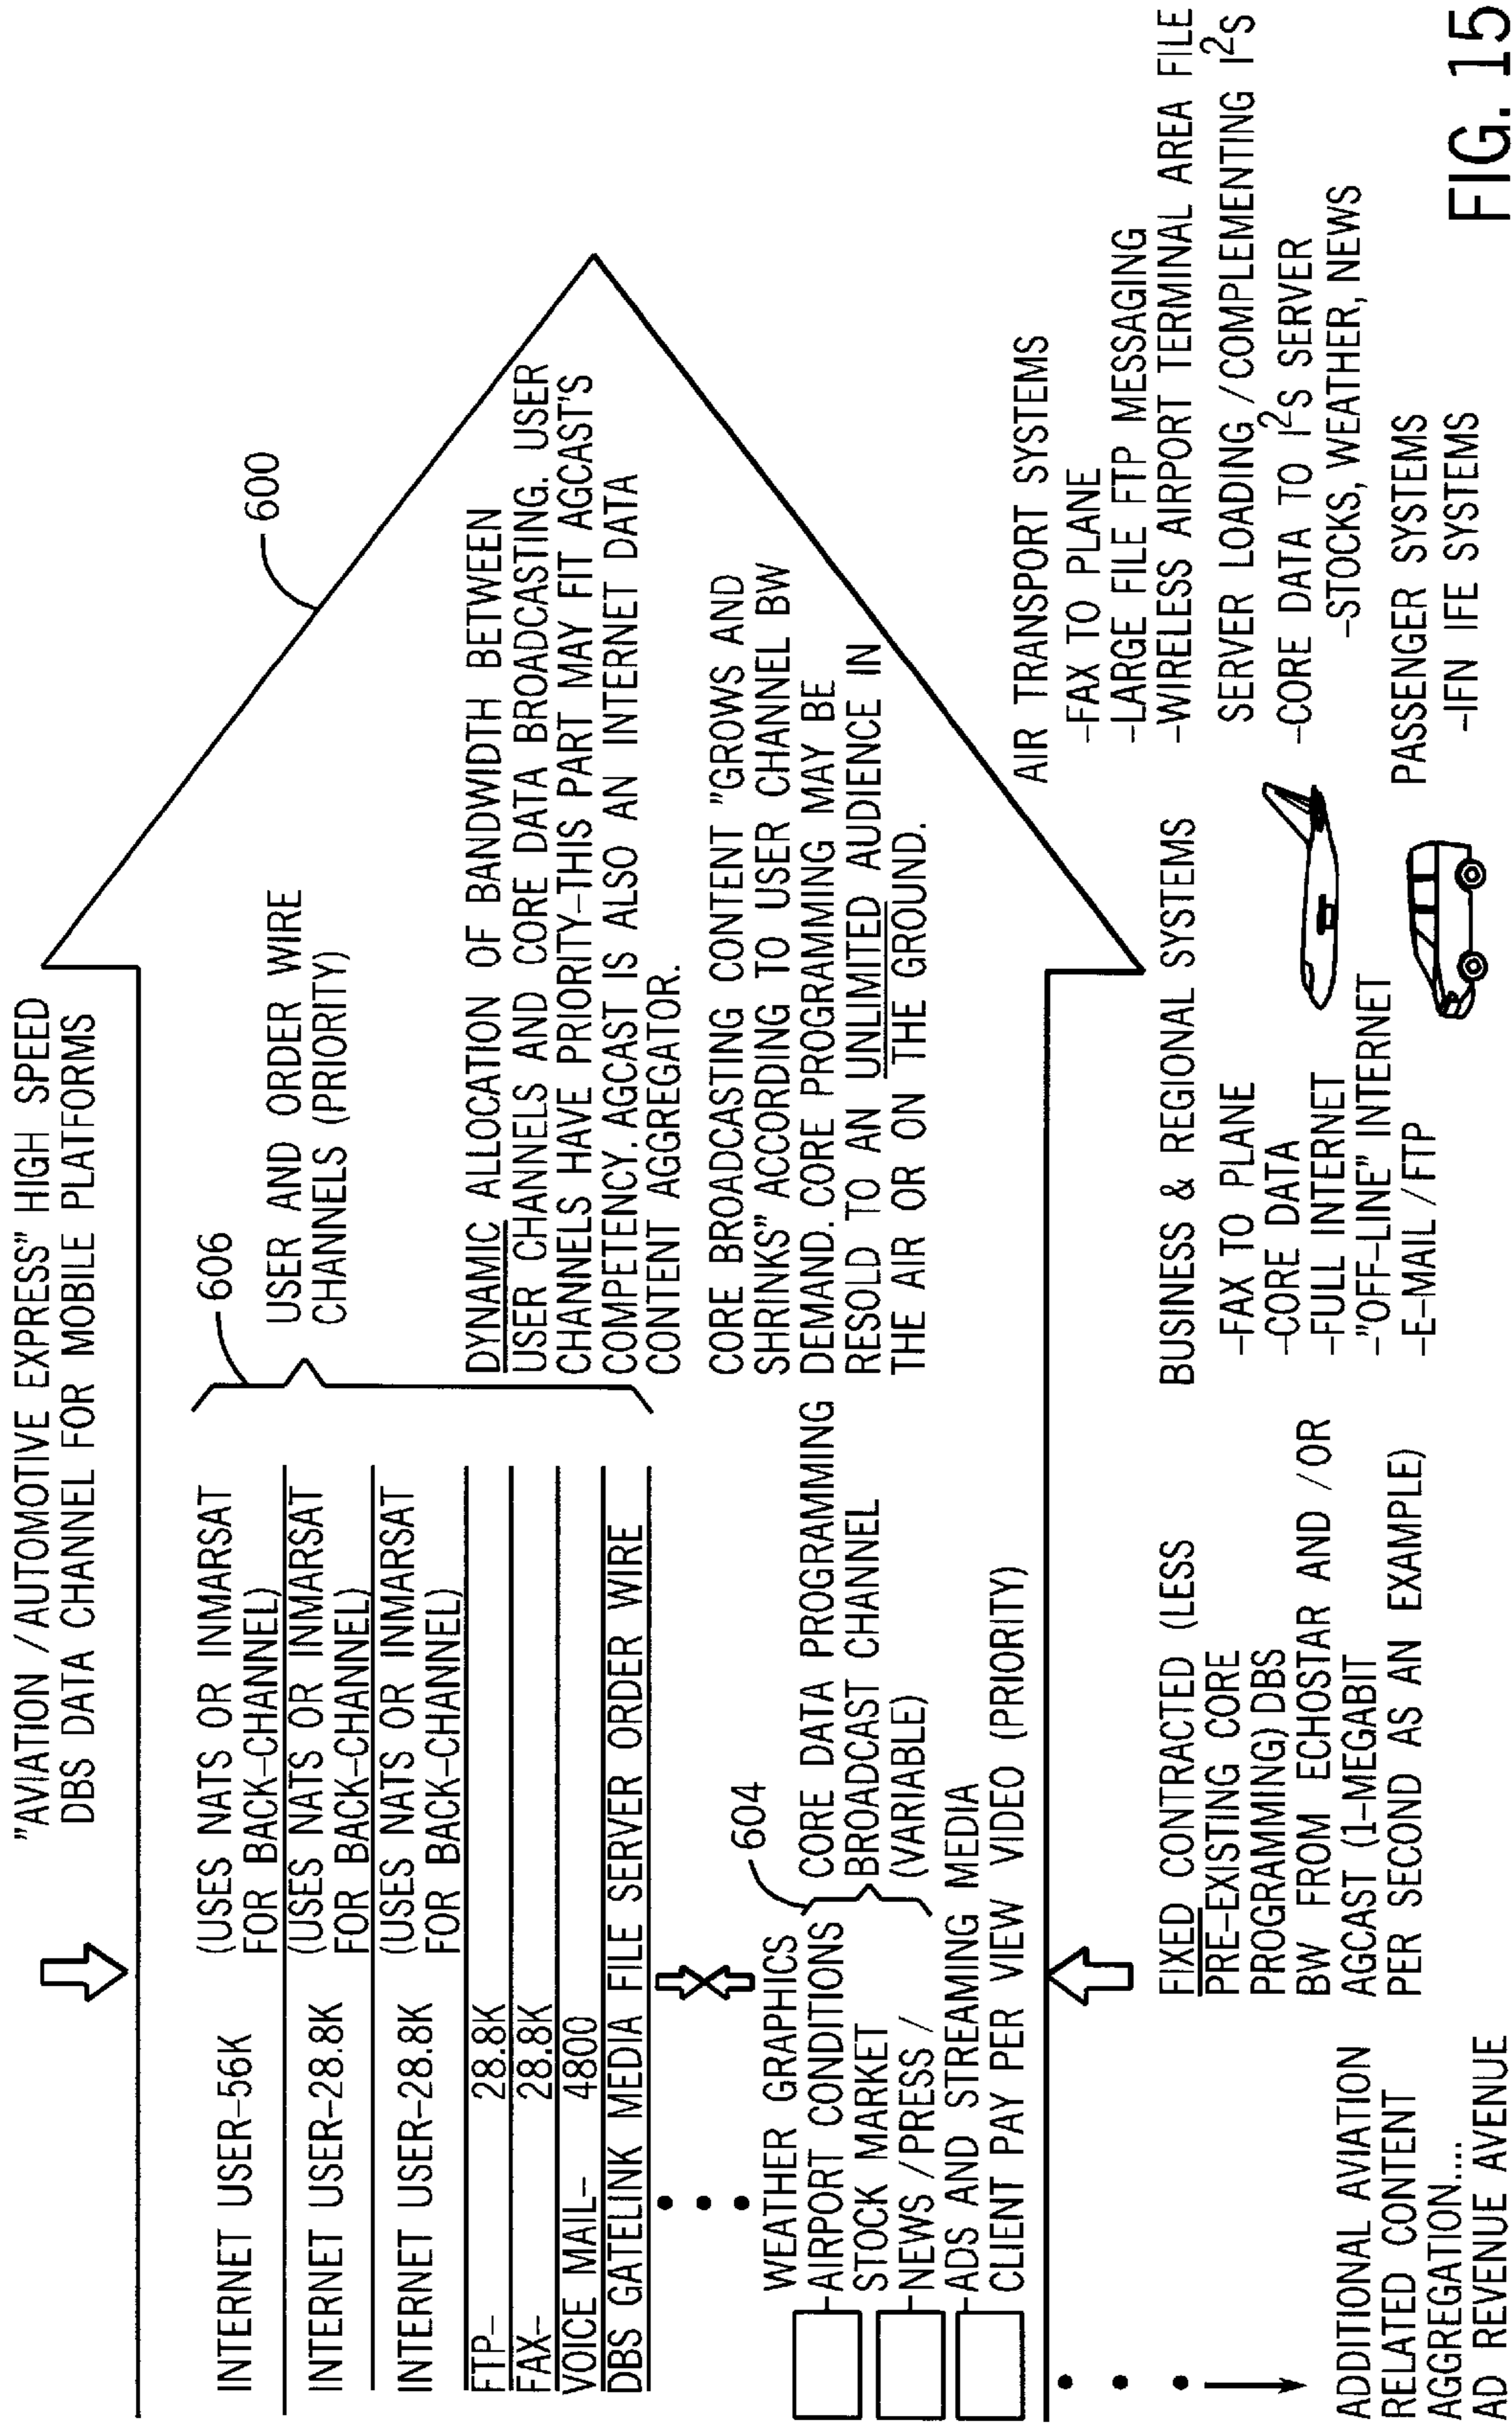 "AVIATION /AUTOMOTIVE EXPRESS" HIGH SPEED
DBS DATA CHANNEL FOR MOBILE PLATFORMS
600
606
INTERNET USER-56K (USES NATS OR INMARSAT
FOR BACK-CHANNEL)
INTERNET USER-28.8K (USES NATS OR INMARSAT
FOR BACK-CHANNEL)
INTERNET USER-28.8K (USES NATS OR INMARSAT
FOR BACK-CHANNEL)
FTP- 28.8K
FAX- 28.8K
VOICE MAIL- 4800
DBS GATELINK MEDIA FILE SERVER ORDER WIRE
USER AND ORDER WIRE
CHANNELS (PRIORITY)
DYNAMIC ALLOCATION OF BANDWIDTH BETWEEN
USER CHANNELS AND CORE DATA BROADCASTING. USER
CHANNELS HAVE PRIORITY-THIS PART MAY FIT AGCAST'S
COMPETENCY. AGCAST IS ALSO AN INTERNET DATA
CONTENT AGGREGATOR.
CORE BROADCASTING CONTENT "GROWS AND
SHRINKS" ACCORDING TO USER CHANNEL BW
DEMAND. CORE PROGRAMMING MAY BE
RESOLD TO AN UNLIMITED AUDIENCE IN
THE AIR OR ON THE GROUND.
WEATHER GRAPHICS
AIRPORT CONDITIONS
STOCK MARKET
NEWS /PRESS /
ADS AND STREAMING MEDIA
CLIENT PAY PER VIEW VIDEO (PRIORITY)
604
CORE DATA PROGRAMMING
BROADCAST CHANNEL
(VARIABLE)
ADDITIONAL AVIATION
RELATED CONTENT
AGGREGATION....
AD REVENUE AVENUE
FIXED CONTRACTED (LESS
PRE-EXISTING CORE
PROGRAMMING) DBS
BW FROM ECHOSTAR AND /OR
AGCAST (1-MEGABIT
PER SECOND AS AN EXAMPLE)
BUSINESS & REGIONAL SYSTEMS
-FAX TO PLANE
-CORE DATA
-FULL INTERNET
-"OFF-LINE" INTERNET
-E-MAIL /FTP
AIR TRANSPORT SYSTEMS
-FAX TO PLANE
-LARGE FILE FTP MESSAGING
-WIRELESS AIRPORT TERMINAL AREA FILE
SERVER LOADING /COMPLEMENTING I²S
-CORE DATA TO I²S SERVER
-STOCKS, WEATHER, NEWS
PASSENGER SYSTEMS
-IFN IFE SYSTEMS
FIG. 15